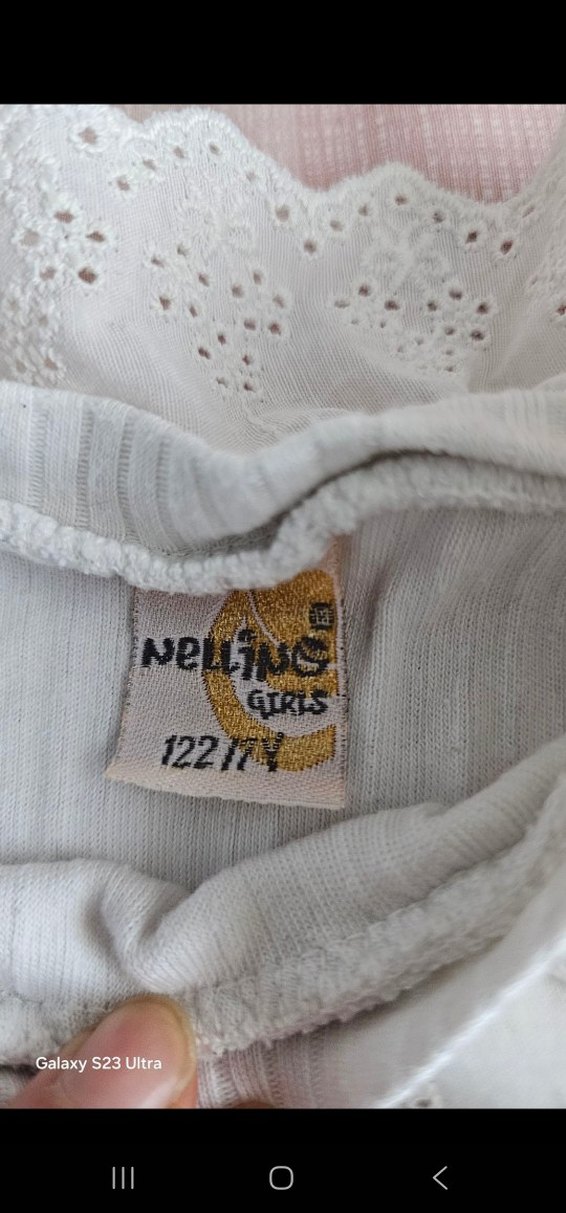 NELLINO
GIRLS
122/7Y
Galaxy S23 Ultra